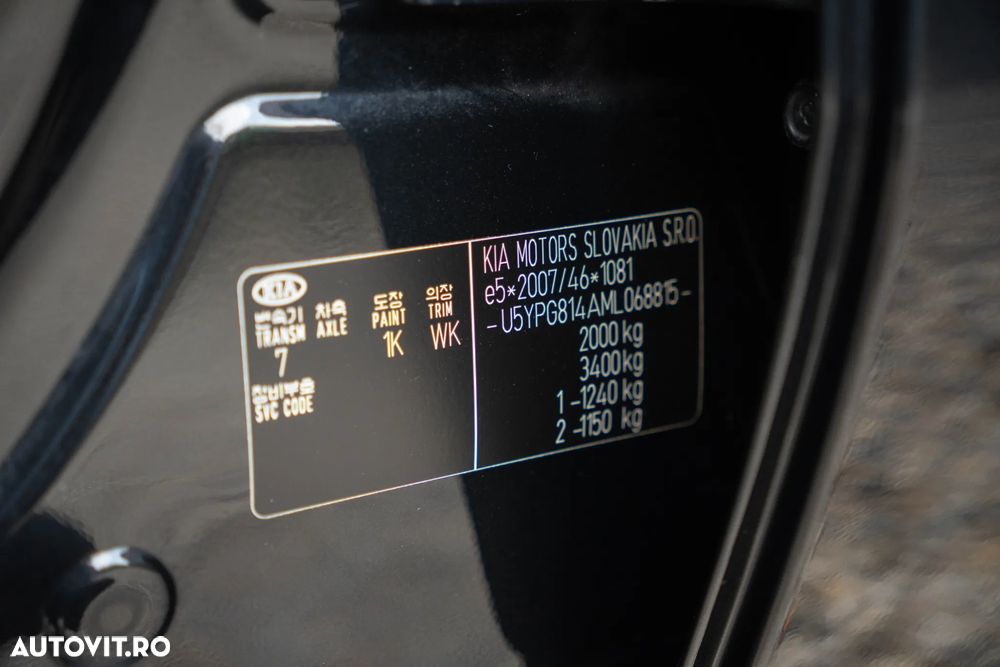 KIA
변속기 차축 도장 의장
TRANSM AXLE PAINT TRIM
7 1K WK
장비부호
SVC CODE
KIA MOTORS SLOVAKIA S.R.O.
e5*2007/46*1081
-U5YPG814AML068815-
2000 kg
3400 kg
1 -1240 kg
2 -1150 kg
AUTOVIT.RO